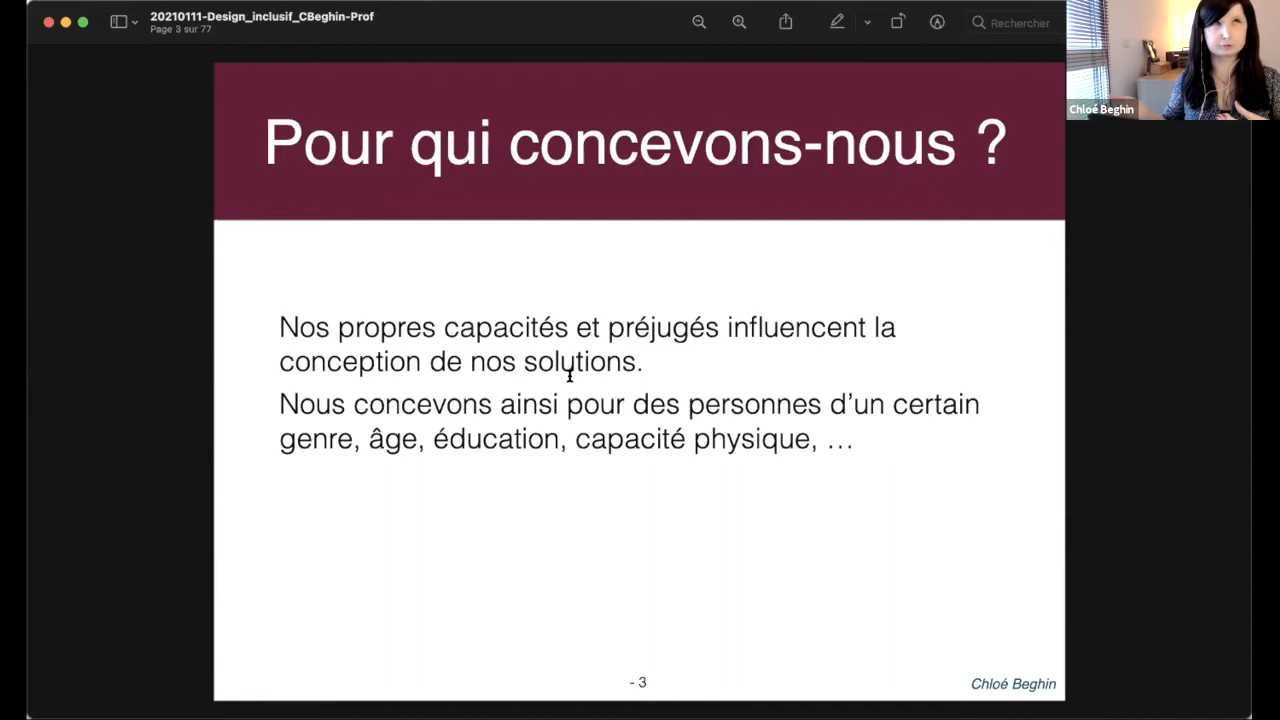 20210111-Design_inclusif_CBeghin-Prof
Page 3 sur 77
Rechercher
Chloé Beghin
Pour qui concevons-nous ?
Nos propres capacités et préjugés influencent la
conception de nos solutions.
Nous concevons ainsi pour des personnes d’un certain
genre, âge, éducation, capacité physique, …
- 3
Chloé Beghin